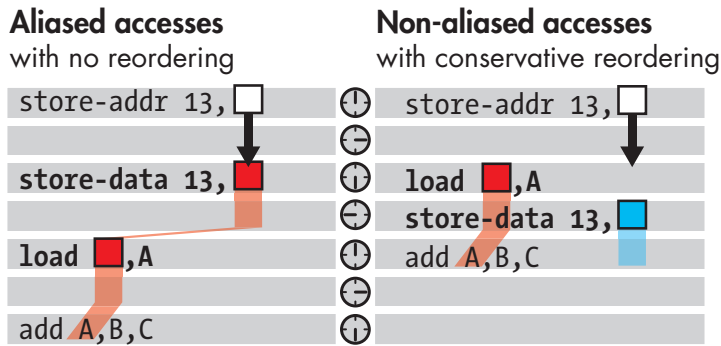 Aliased accesses
with no reordering
store-addr 13,
store-data 13,
load ,A
add A,B,C
Non-aliased accesses
with conservative reordering
store-addr 13,
load ,A
store-data 13,
add A,B,C